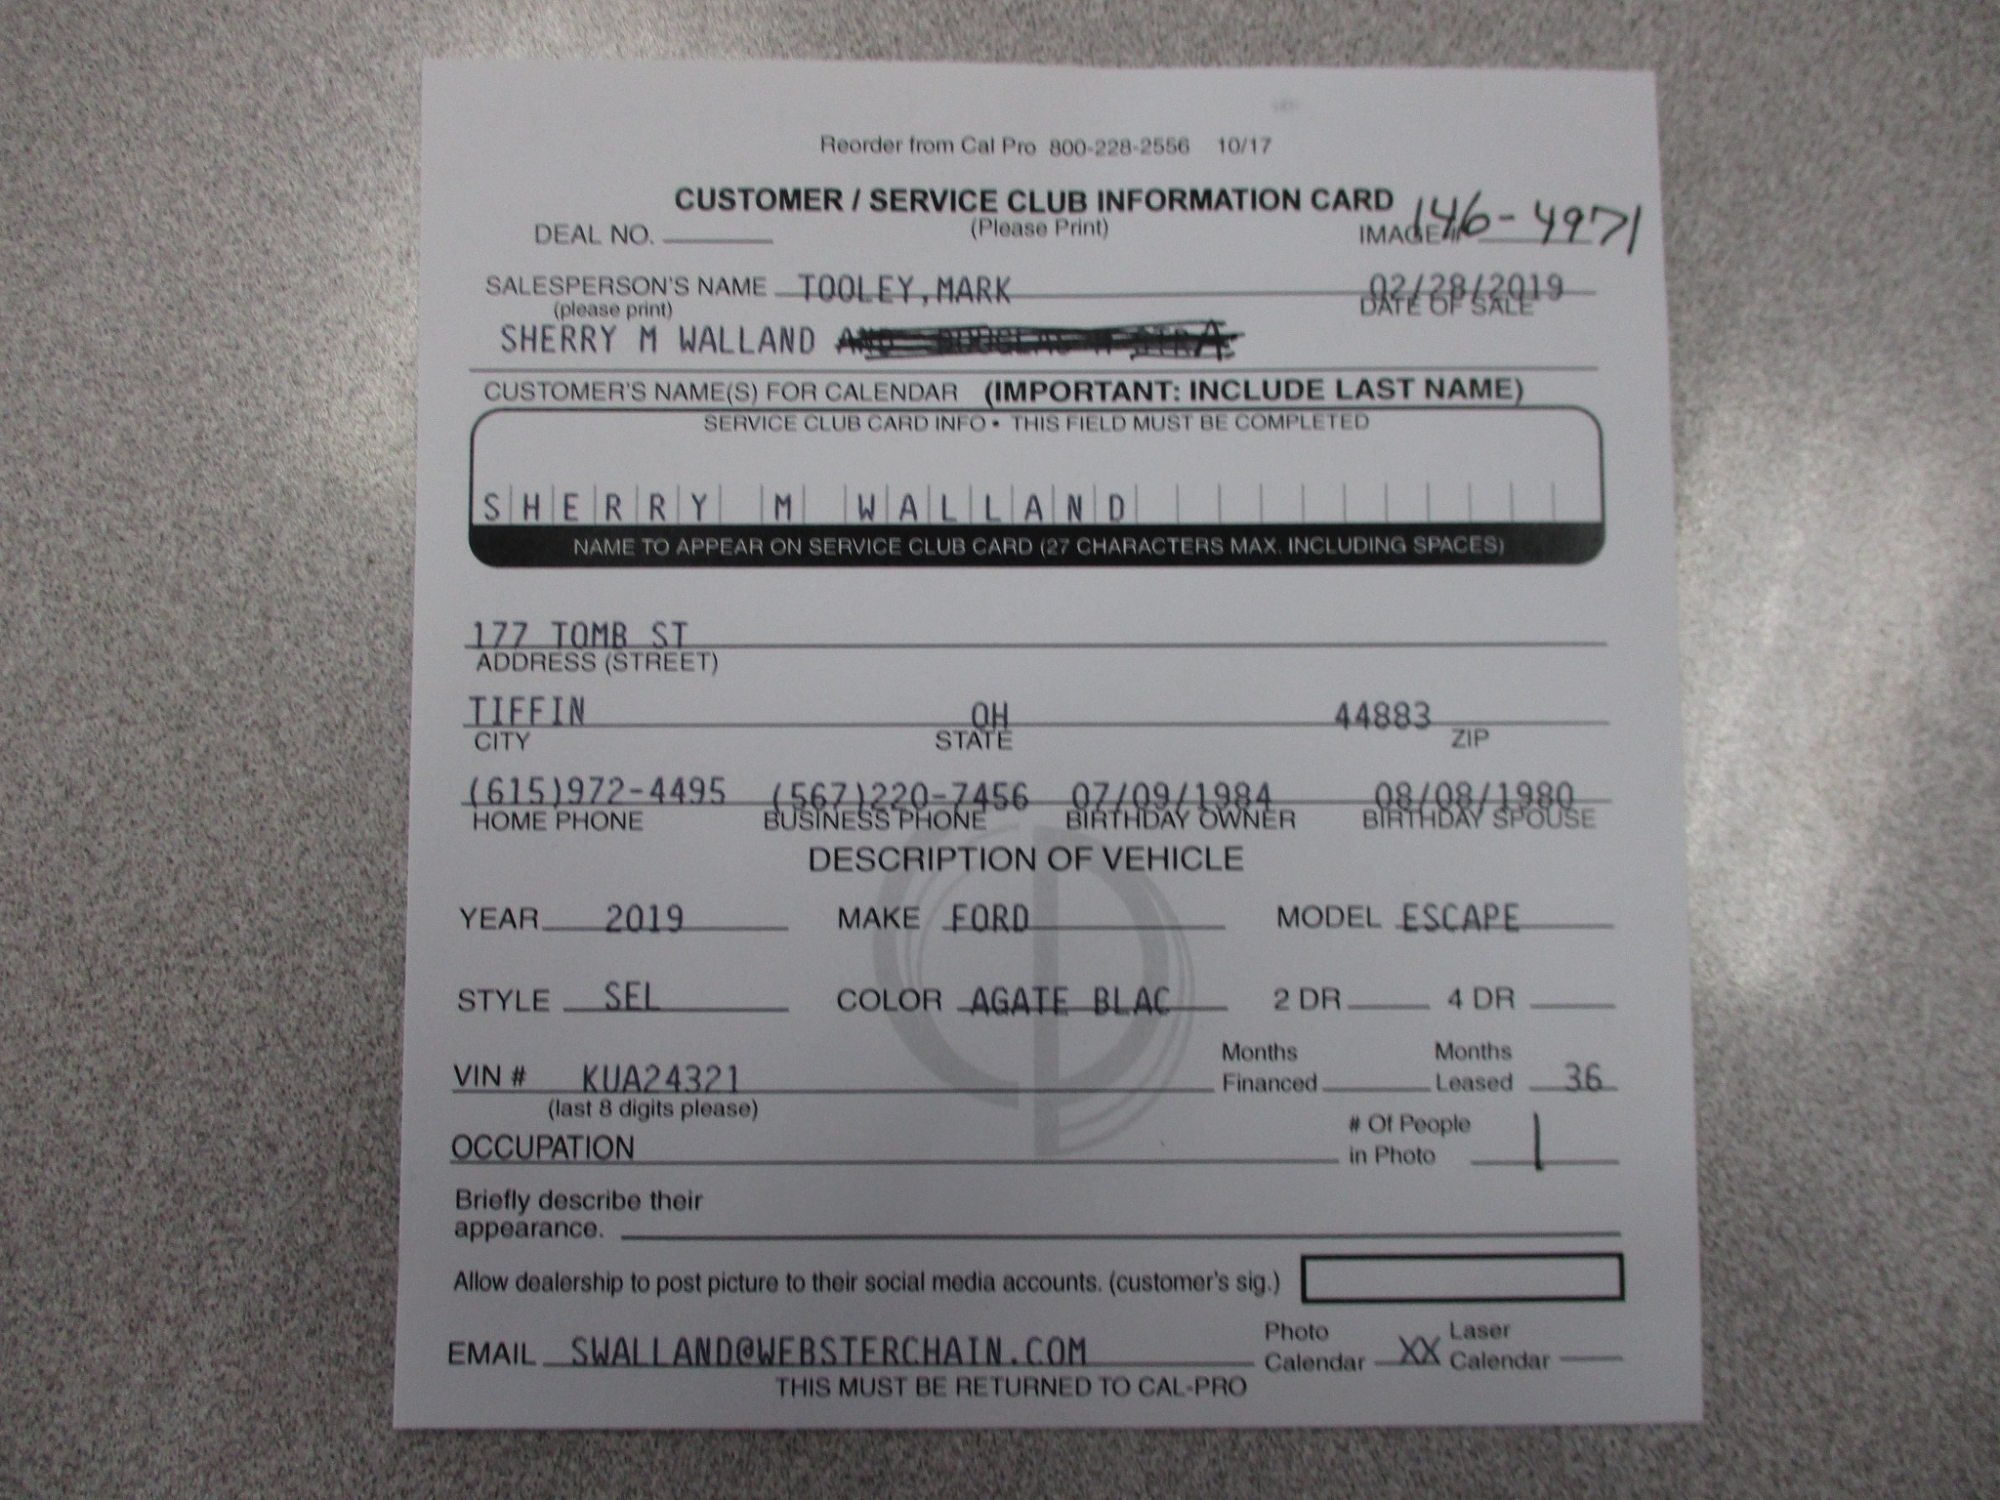 Reorder from Cal Pro 800-228-2556 10/17
CUSTOMER / SERVICE CLUB INFORMATION CARD
DEAL NO. (Please Print) IMAGE# 146-4971
SALESPERSON'S NAME TOOLEY,MARK 02/28/2019
(please print) DATE OF SALE
SHERRY M WALLAND
CUSTOMER'S NAME(S) FOR CALENDAR (IMPORTANT: INCLUDE LAST NAME)
SERVICE CLUB CARD INFO • THIS FIELD MUST BE COMPLETED
SHERRY M WALLAND
NAME TO APPEAR ON SERVICE CLUB CARD (27 CHARACTERS MAX. INCLUDING SPACES)
177 TOMB ST
ADDRESS (STREET)
TIFFIN OH 44883
CITY STATE ZIP
(615)972-4495 (567)220-7456 07/09/1984 08/08/1980
HOME PHONE BUSINESS PHONE BIRTHDAY OWNER BIRTHDAY SPOUSE
DESCRIPTION OF VEHICLE
YEAR 2019 MAKE FORD MODEL ESCAPE
STYLE SEL COLOR AGATE BLAC 2 DR 4 DR
Months Months
VIN # KUA24321 Financed Leased 36
(last 8 digits please)
# Of People
OCCUPATION in Photo 1
Briefly describe their
appearance.
Allow dealership to post picture to their social media accounts. (customer's sig.)
Photo Laser
EMAIL SWALLAND@WEBSTERCHAIN.COM Calendar XX Calendar
THIS MUST BE RETURNED TO CAL-PRO